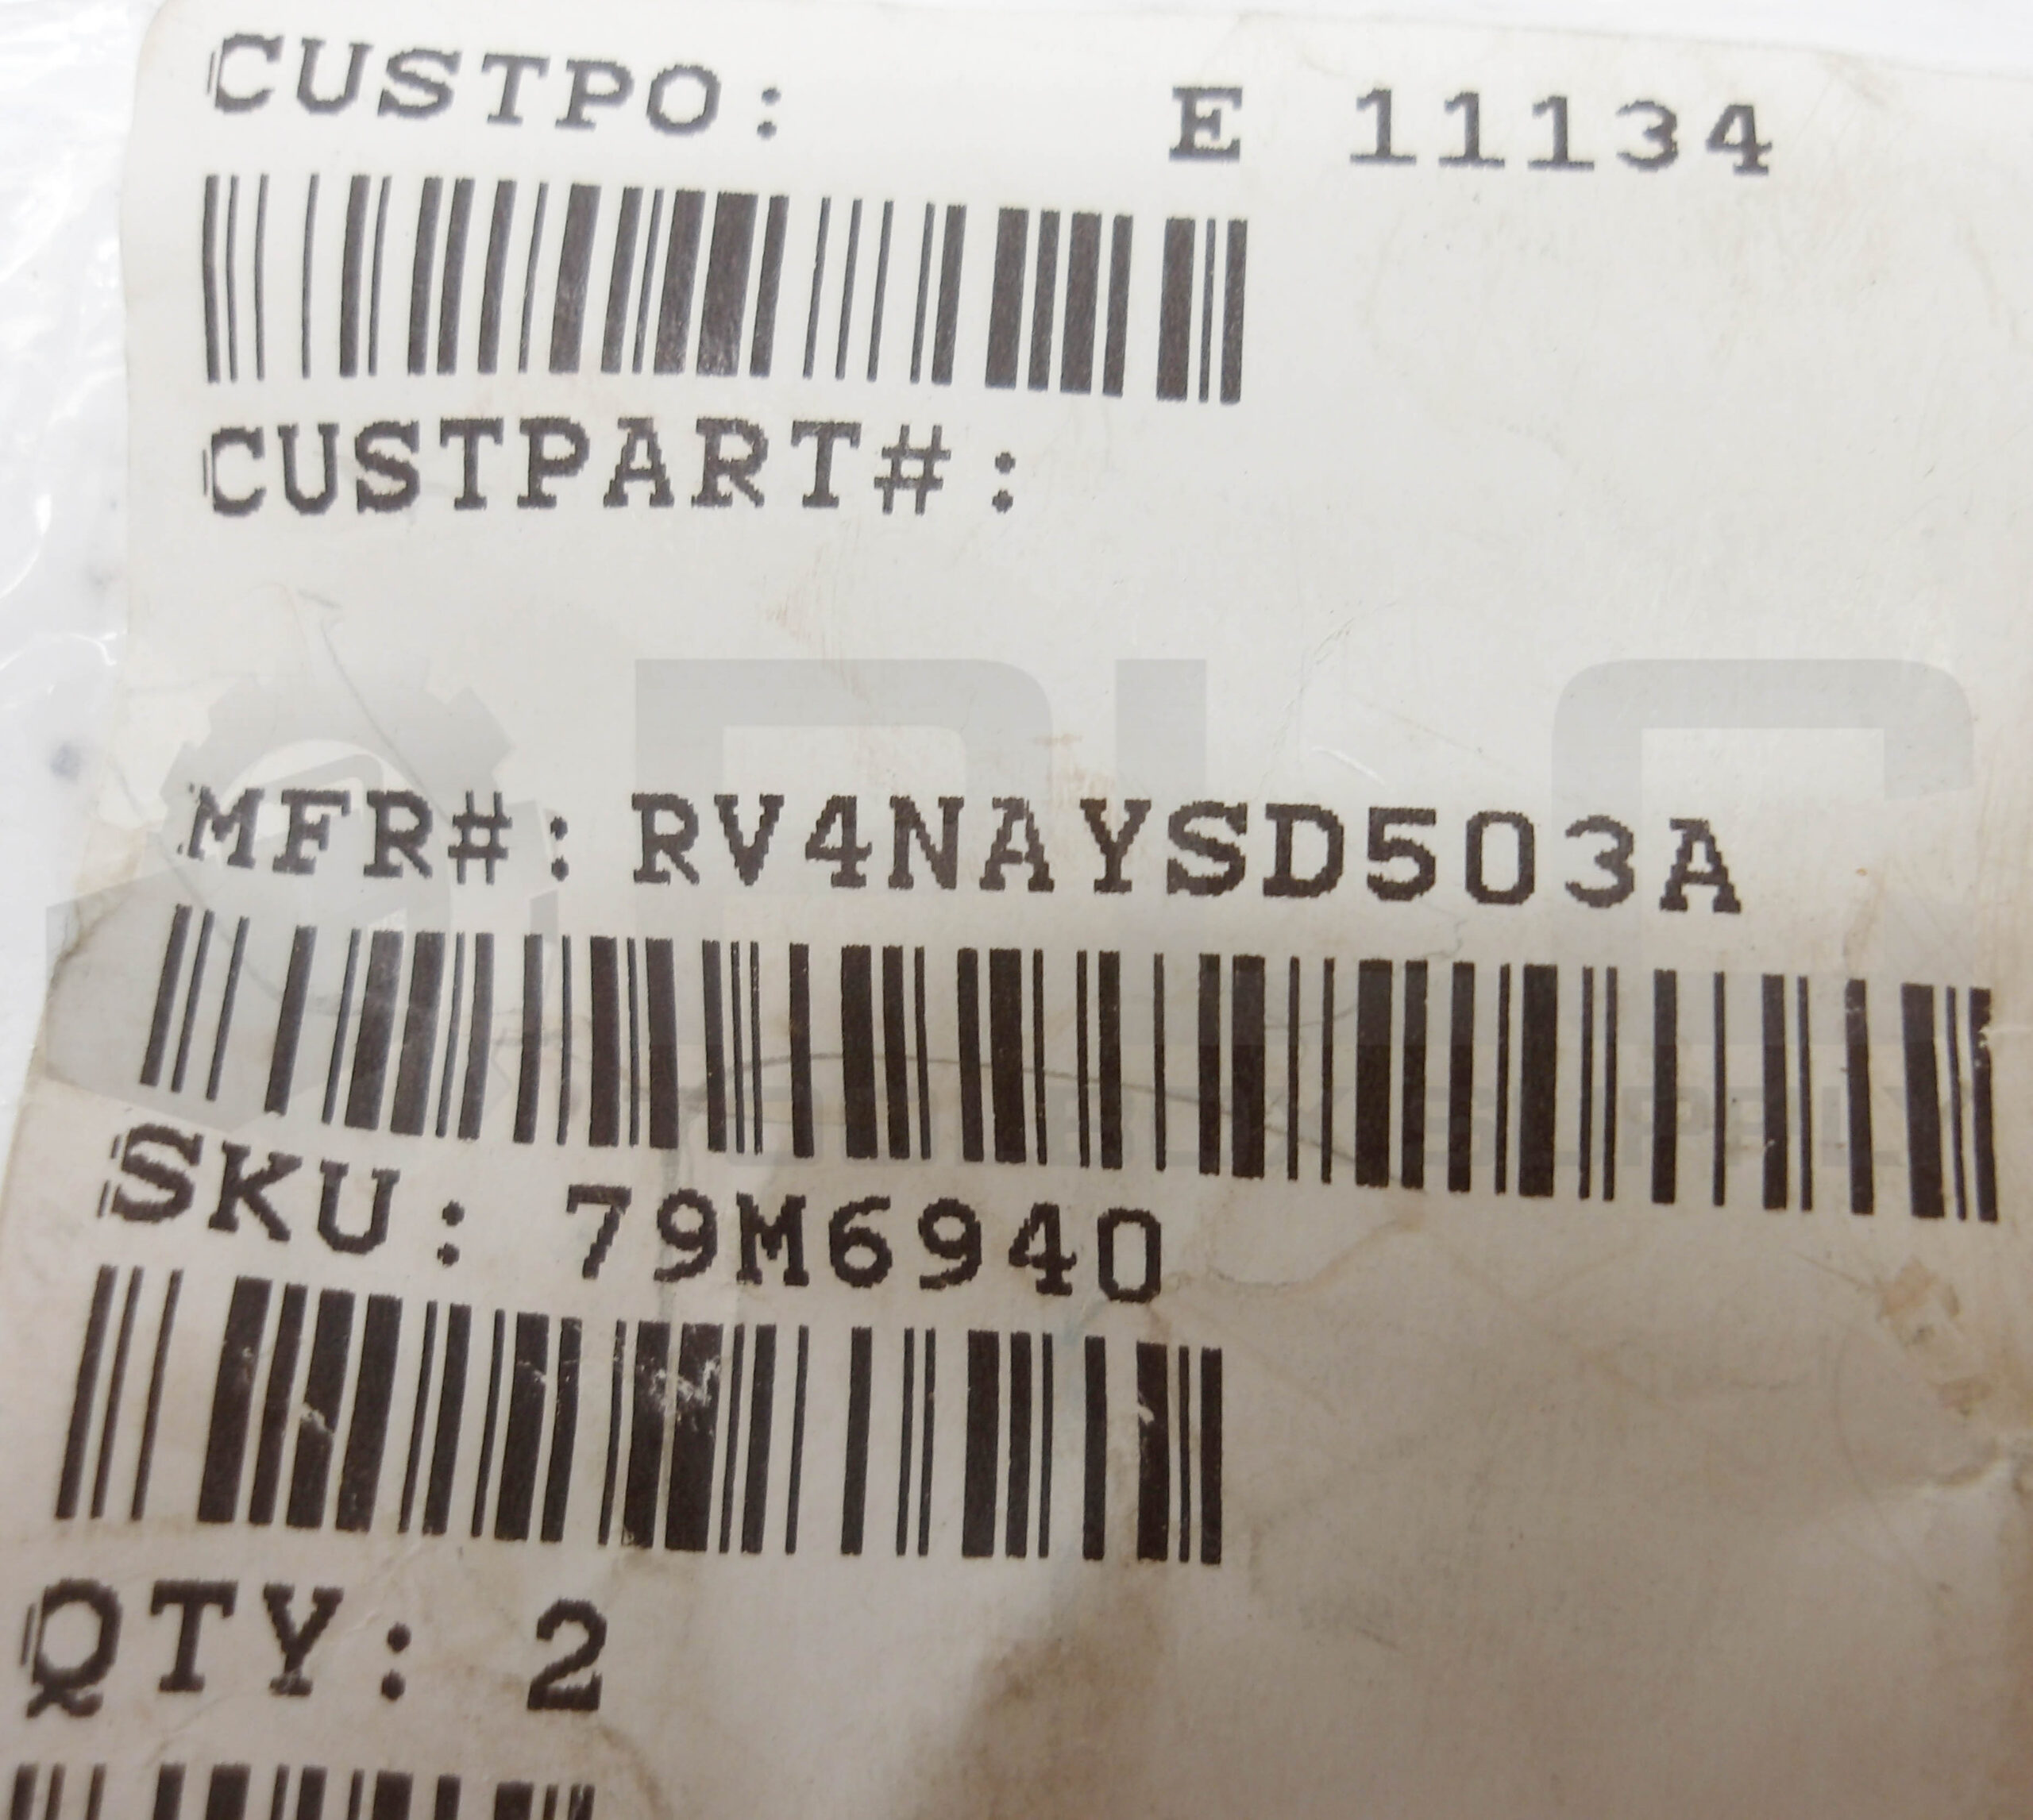 CUSTPO: E 11134
CUSTPART#:
MFR#: RV4NAYSD503A
SKU: 79M6940
QTY: 2